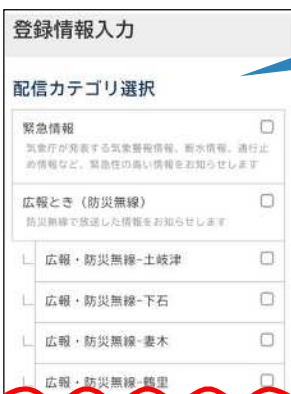 登録情報入力
配信カテゴリ選択
緊急情報
気象庁が発表する気象警報情報、断水情報、通行止
め情報など、緊急性の高い情報をお知らせします
広報とき（防災無線）
防災無線で放送した情報をお知らせします
広報・防災無線-土岐津
広報・防災無線-下石
広報・防災無線-妻木
広報・防災無線-鶴里